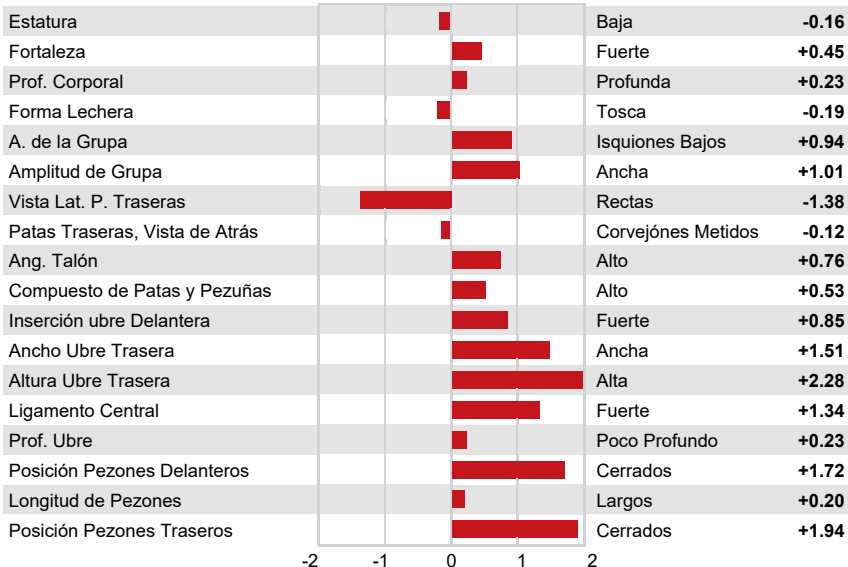 Estatura Baja -0.16
Fortaleza Fuerte +0.45
Prof. Corporal Profunda +0.23
Forma Lechera Tosca -0.19
A. de la Grupa Isquiones Bajos +0.94
Amplitud de Grupa Ancha +1.01
Vista Lat. P. Traseras Rectas -1.38
Patas Traseras, Vista de Atrás Corvejónes Metidos -0.12
Ang. Talón Alto +0.76
Compuesto de Patas y Pezuñas Alto +0.53
Inserción ubre Delantera Fuerte +0.85
Ancho Ubre Trasera Ancha +1.51
Altura Ubre Trasera Alta +2.28
Ligamento Central Fuerte +1.34
Prof. Ubre Poco Profundo +0.23
Posición Pezones Delanteros Cerrados +1.72
Longitud de Pezones Largos +0.20
Posición Pezones Traseros Cerrados +1.94
-2 -1 0 1 2